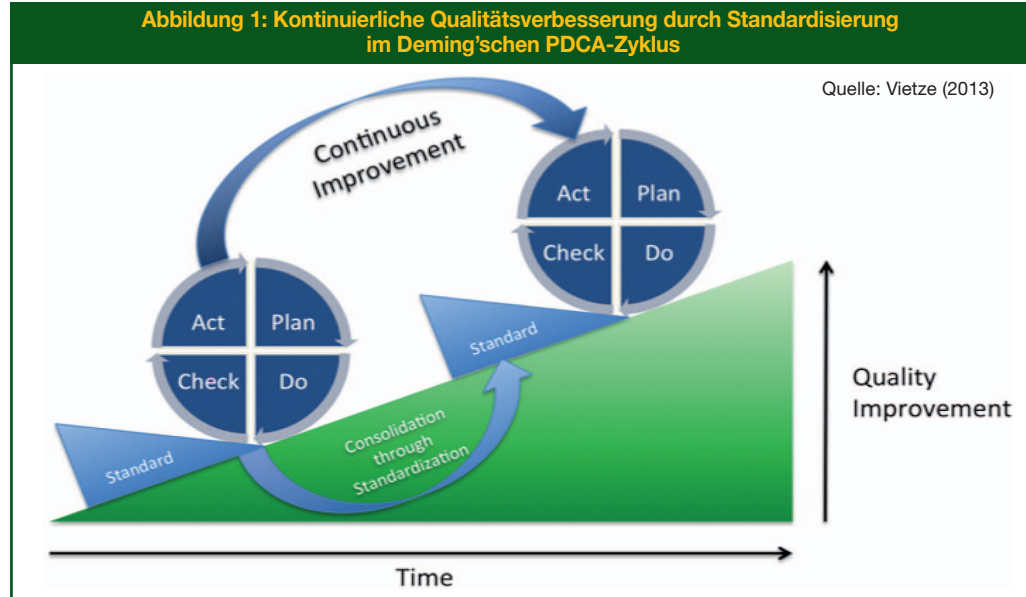 Abbildung 1: Kontinuierliche Qualitätsverbesserung durch Standardisierung
im Deming’schen PDCA-Zyklus
Quelle: Vietze (2013)
Continuous
Improvement
Act
Plan
Check
Do
Act
Plan
Check
Do
Standard
Standard
Consolidation
through
Standardization
Quality
Improvement
Time